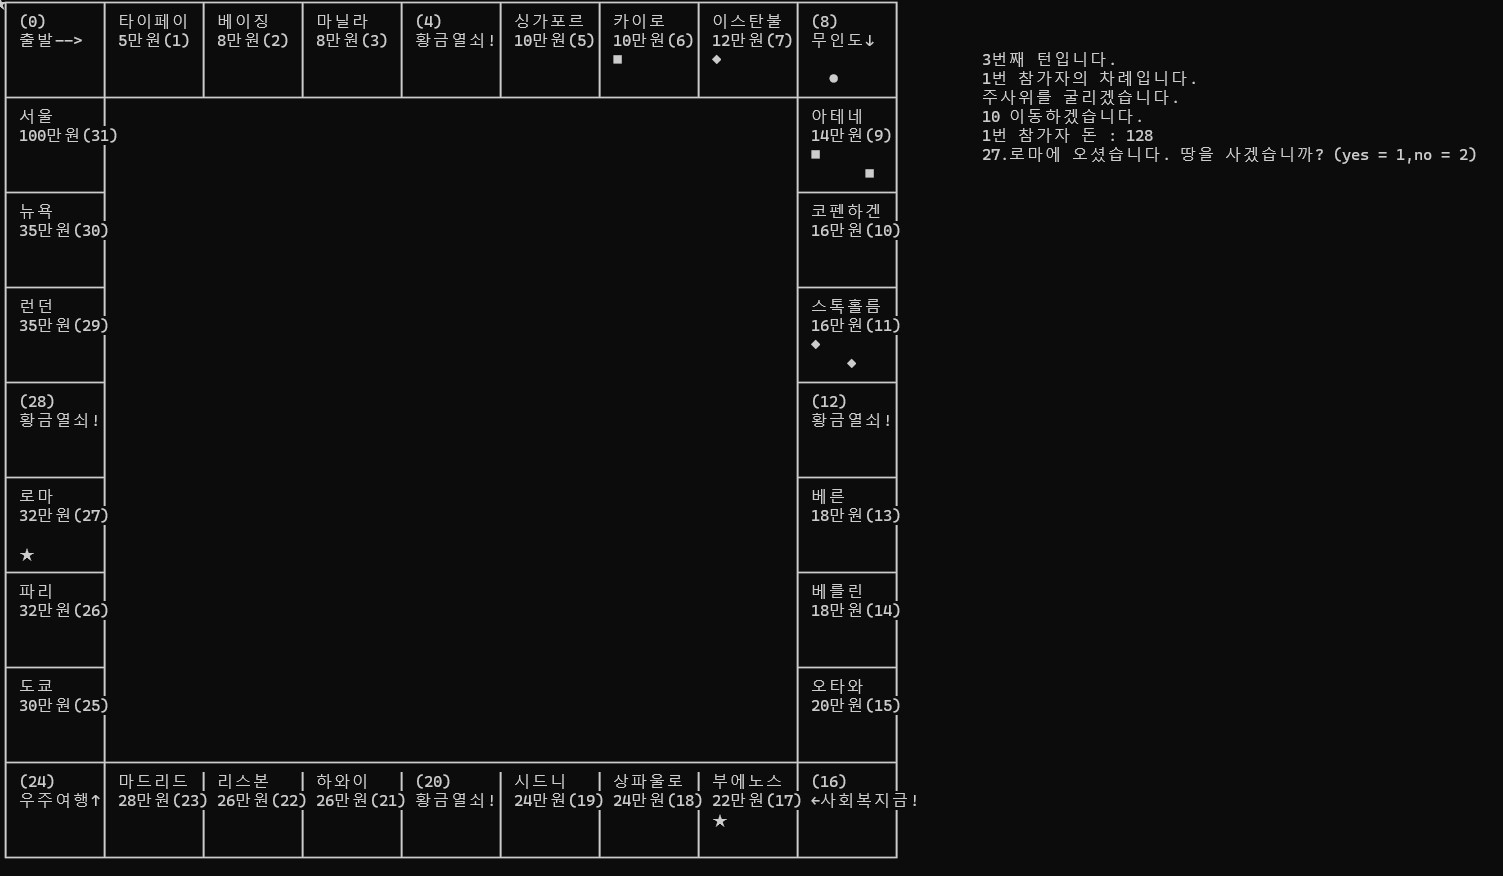 (0)
출발-->
타이페이
5만원(1)
베이징
8만원(2)
마닐라
8만원(3)
(4)
황금열쇠!
싱가포르
10만원(5)
카이로
10만원(6)
■
이스탄불
12만원(7)
◆
(8)
무인도↓
●
3번째 턴입니다.
1번 참가자의 차례입니다.
주사위를 굴리겠습니다.
10 이동하겠습니다.
1번 참가자 돈 : 128
27.로마에 오셨습니다. 땅을 사겠습니까? (yes = 1,no = 2)
서울
100만원(31)
아테네
14만원(9)
■
■
뉴욕
35만원(30)
코펜하겐
16만원(10)
런던
35만원(29)
스톡홀름
16만원(11)
◆
◆
(28)
황금열쇠!
(12)
황금열쇠!
로마
32만원(27)
★
베른
18만원(13)
파리
32만원(26)
베를린
18만원(14)
도쿄
30만원(25)
오타와
20만원(15)
(24)
우주여행↑
마드리드
28만원(23)
리스본
26만원(22)
하와이
26만원(21)
(20)
황금열쇠!
시드니
24만원(19)
상파울로
24만원(18)
부에노스
22만원(17)
★
(16)
←사회복지금!